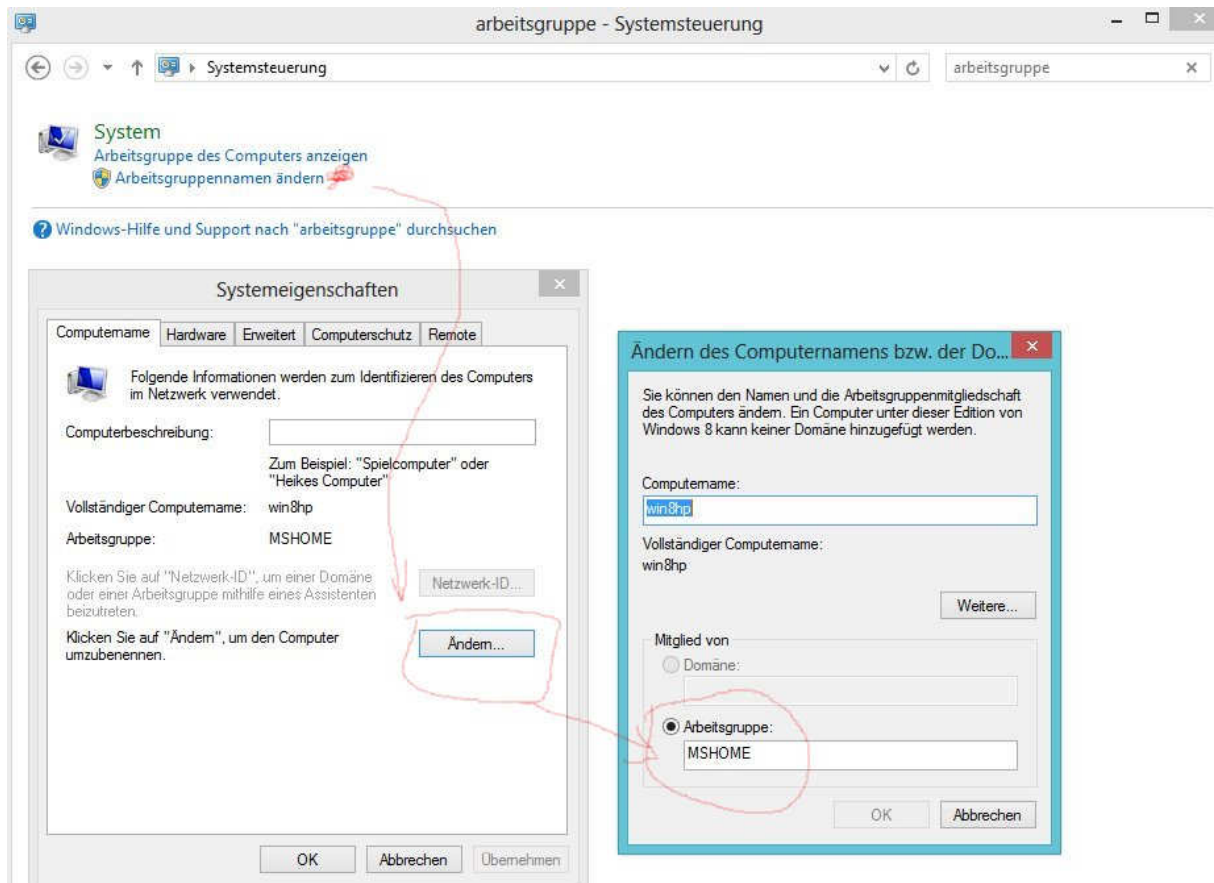 arbeitsgruppe - Systemsteuerung
Systemsteuerung
arbeitsgruppe
System
Arbeitsgruppe des Computers anzeigen
Arbeitsgruppennamen ändern
Windows-Hilfe und Support nach "arbeitsgruppe" durchsuchen
Systemeigenschaften
Computername Hardware Erweitert Computerschutz Remote
Folgende Informationen werden zum Identifizieren des Computers
im Netzwerk verwendet.
Computerbeschreibung:
Zum Beispiel: "Spielcomputer" oder
"Heikes Computer"
Vollständiger Computername: win8hp
Arbeitsgruppe: MSHOME
Klicken Sie auf "Netzwerk-ID", um einer Domäne
oder einer Arbeitsgruppe mithilfe eines Assistenten
beizutreten.
Netzwerk-ID...
Klicken Sie auf "Ändern", um den Computer
umzubenennen.
Ändern...
OK Abbrechen Übernehmen
Ändern des Computernamens bzw. der Do...
Sie können den Namen und die Arbeitsgruppenmitgliedschaft
des Computers ändern. Ein Computer unter dieser Edition von
Windows 8 kann keiner Domäne hinzugefügt werden.
Computername:
win8hp
Vollständiger Computername:
win8hp
Weitere...
Mitglied von
Domäne:
Arbeitsgruppe:
MSHOME
OK Abbrechen